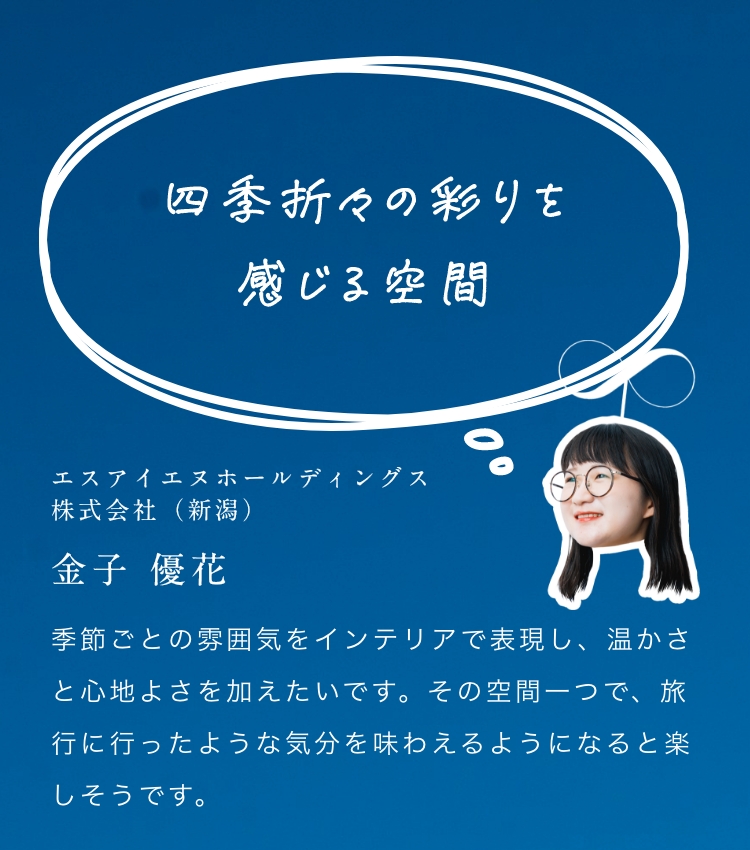 四季折々の彩りを
感じる空間
エスアイエヌホールディングス
株式会社（新潟）
金子 優花
季節ごとの雰囲気をインテリアで表現し、温かさ
と心地よさを加えたいです。その空間一つで、旅
行に行ったような気分を味わえるようになると楽
しそうです。